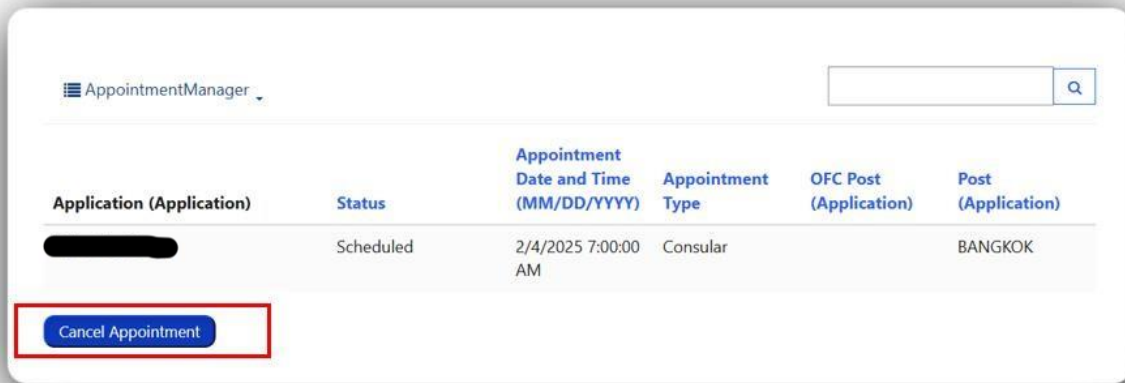 AppointmentManager
Application (Application)
Status
Appointment
Date and Time
(MM/DD/YYYY)
Appointment
Type
OFC Post
(Application)
Post
(Application)
Scheduled
2/4/2025 7:00:00
AM
Consular
BANGKOK
Cancel Appointment